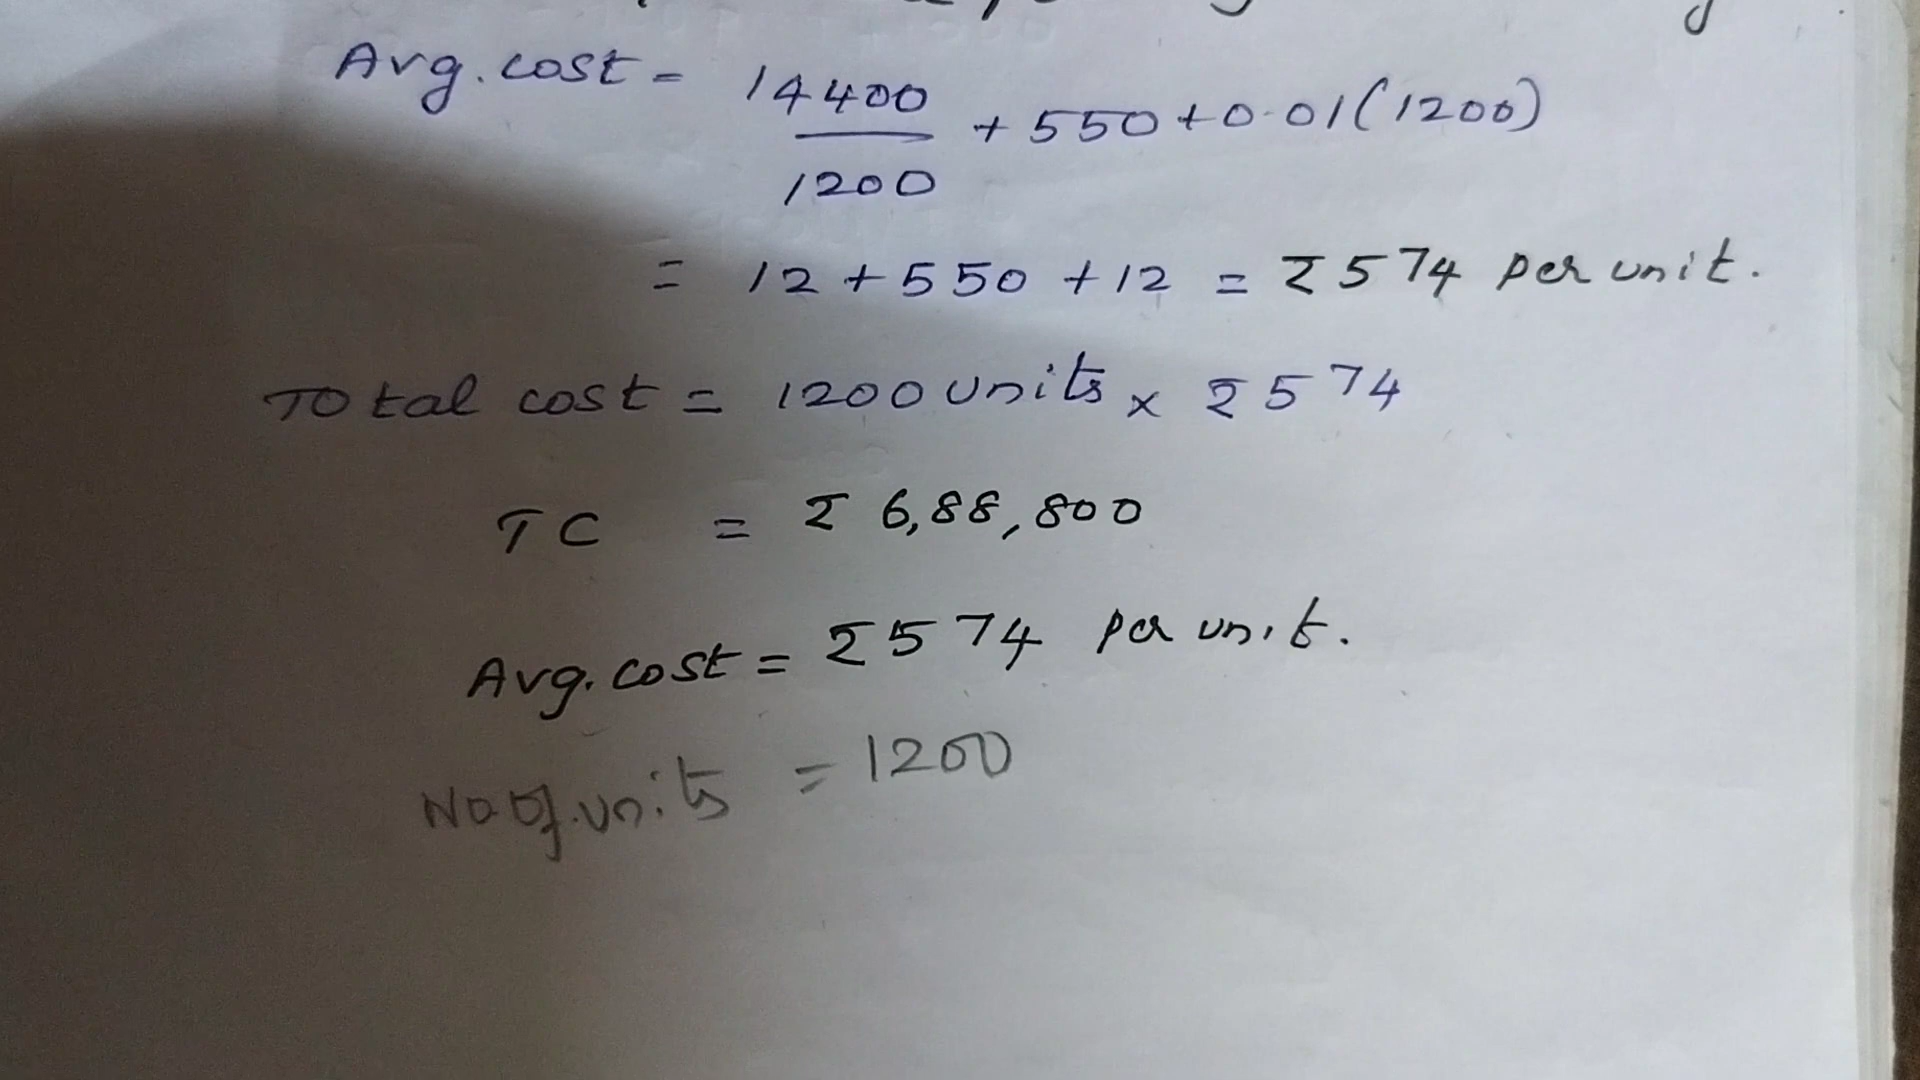 Avg. cost = 14400
+ 550 + 0.01(1200)
1200
= 12 + 550 + 12 = ₹ 574 per unit.
Total cost = 1200 units x ₹ 574
TC = ₹ 6,88,800
Avg. cost = ₹ 574 per unit.
No of. units = 1200